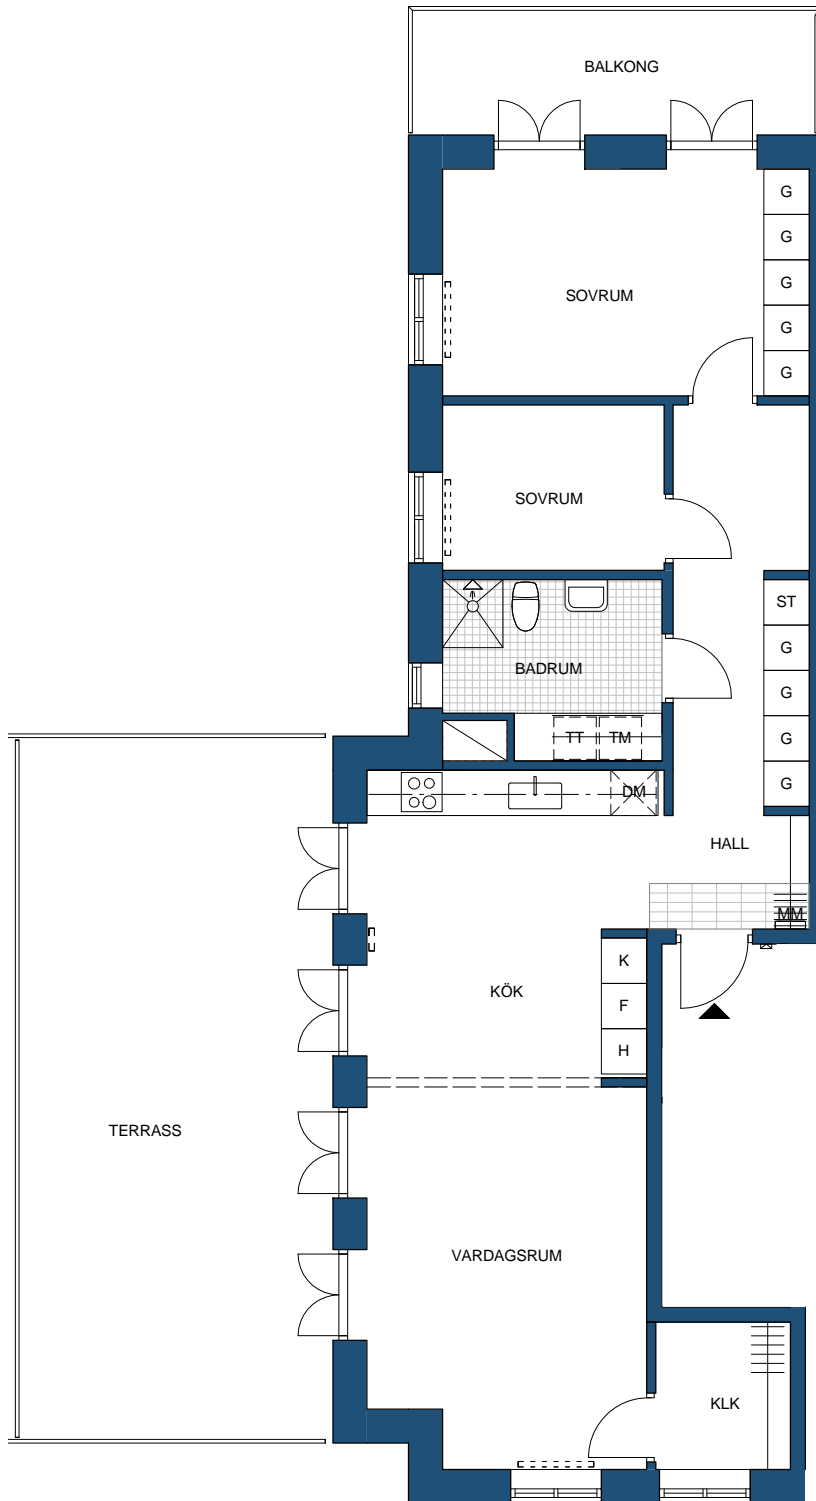 BALKONG
G
G
SOVRUM
G
G
G
SOVRUM
ST
G
BADRUM
G
TT TM
G
G
DM
HALL
MM
K
KÖK
F
H
TERRASS
VARDAGSRUM
KLK